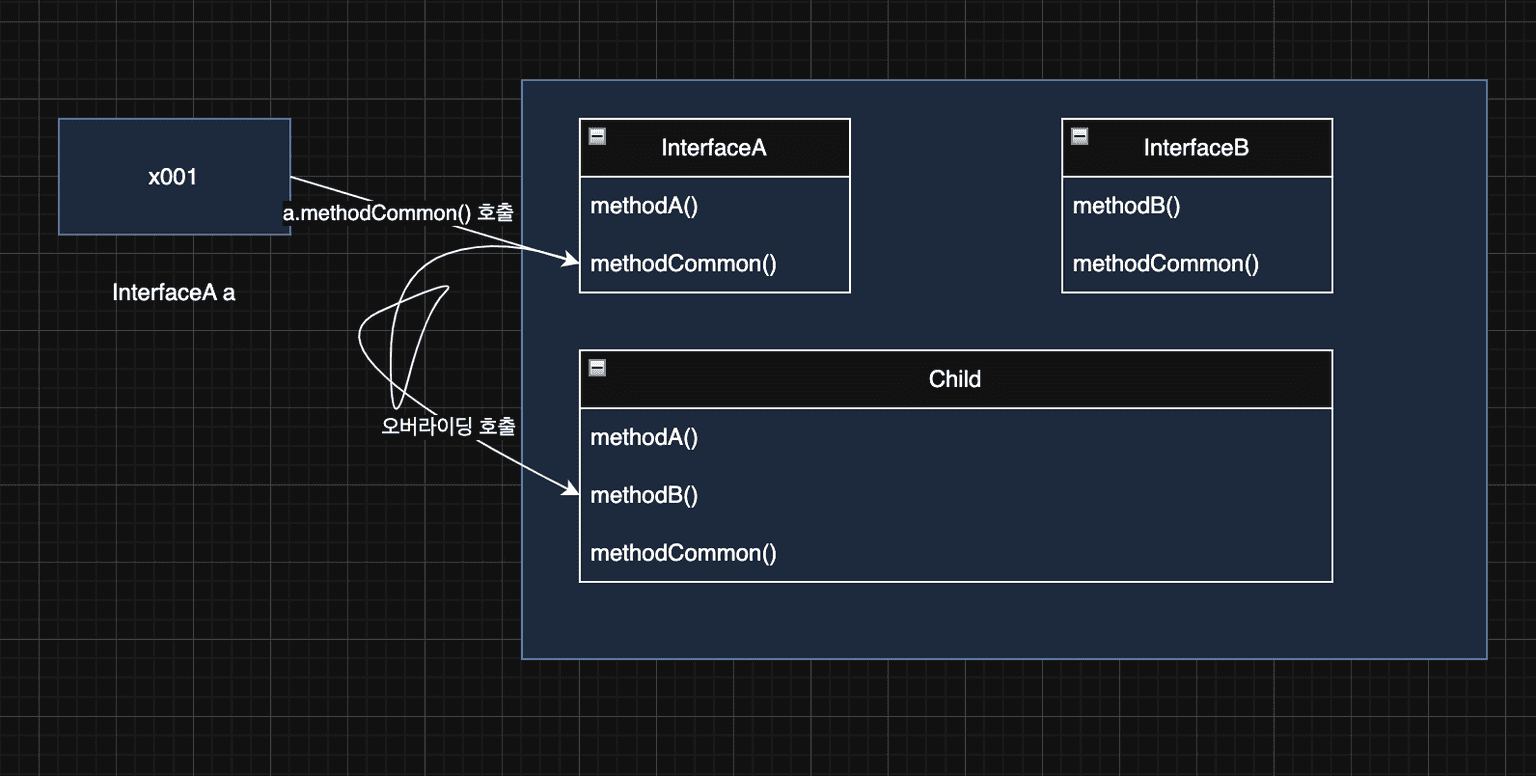 x001
a.methodCommon() 호출
InterfaceA a
오버라이딩 호출
InterfaceA
methodA()
methodCommon()
InterfaceB
methodB()
methodCommon()
Child
methodA()
methodB()
methodCommon()